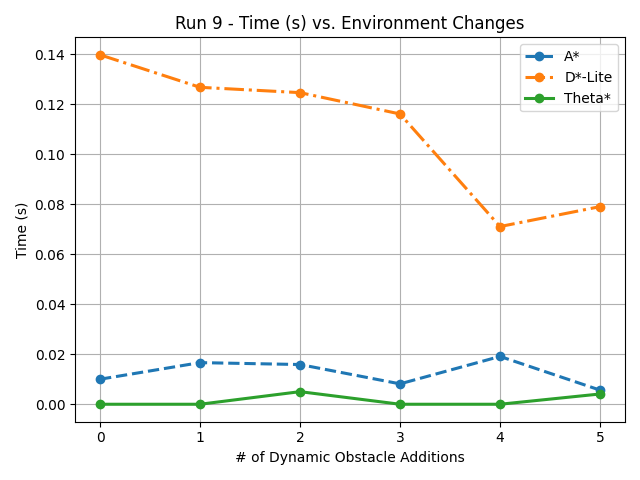 Run 9 - Time (s) vs. Environment Changes
A*
D*-Lite
Theta*
Time (s)
0.14
0.12
0.10
0.08
0.06
0.04
0.02
0.00
0 1 2 3 4 5
# of Dynamic Obstacle Additions